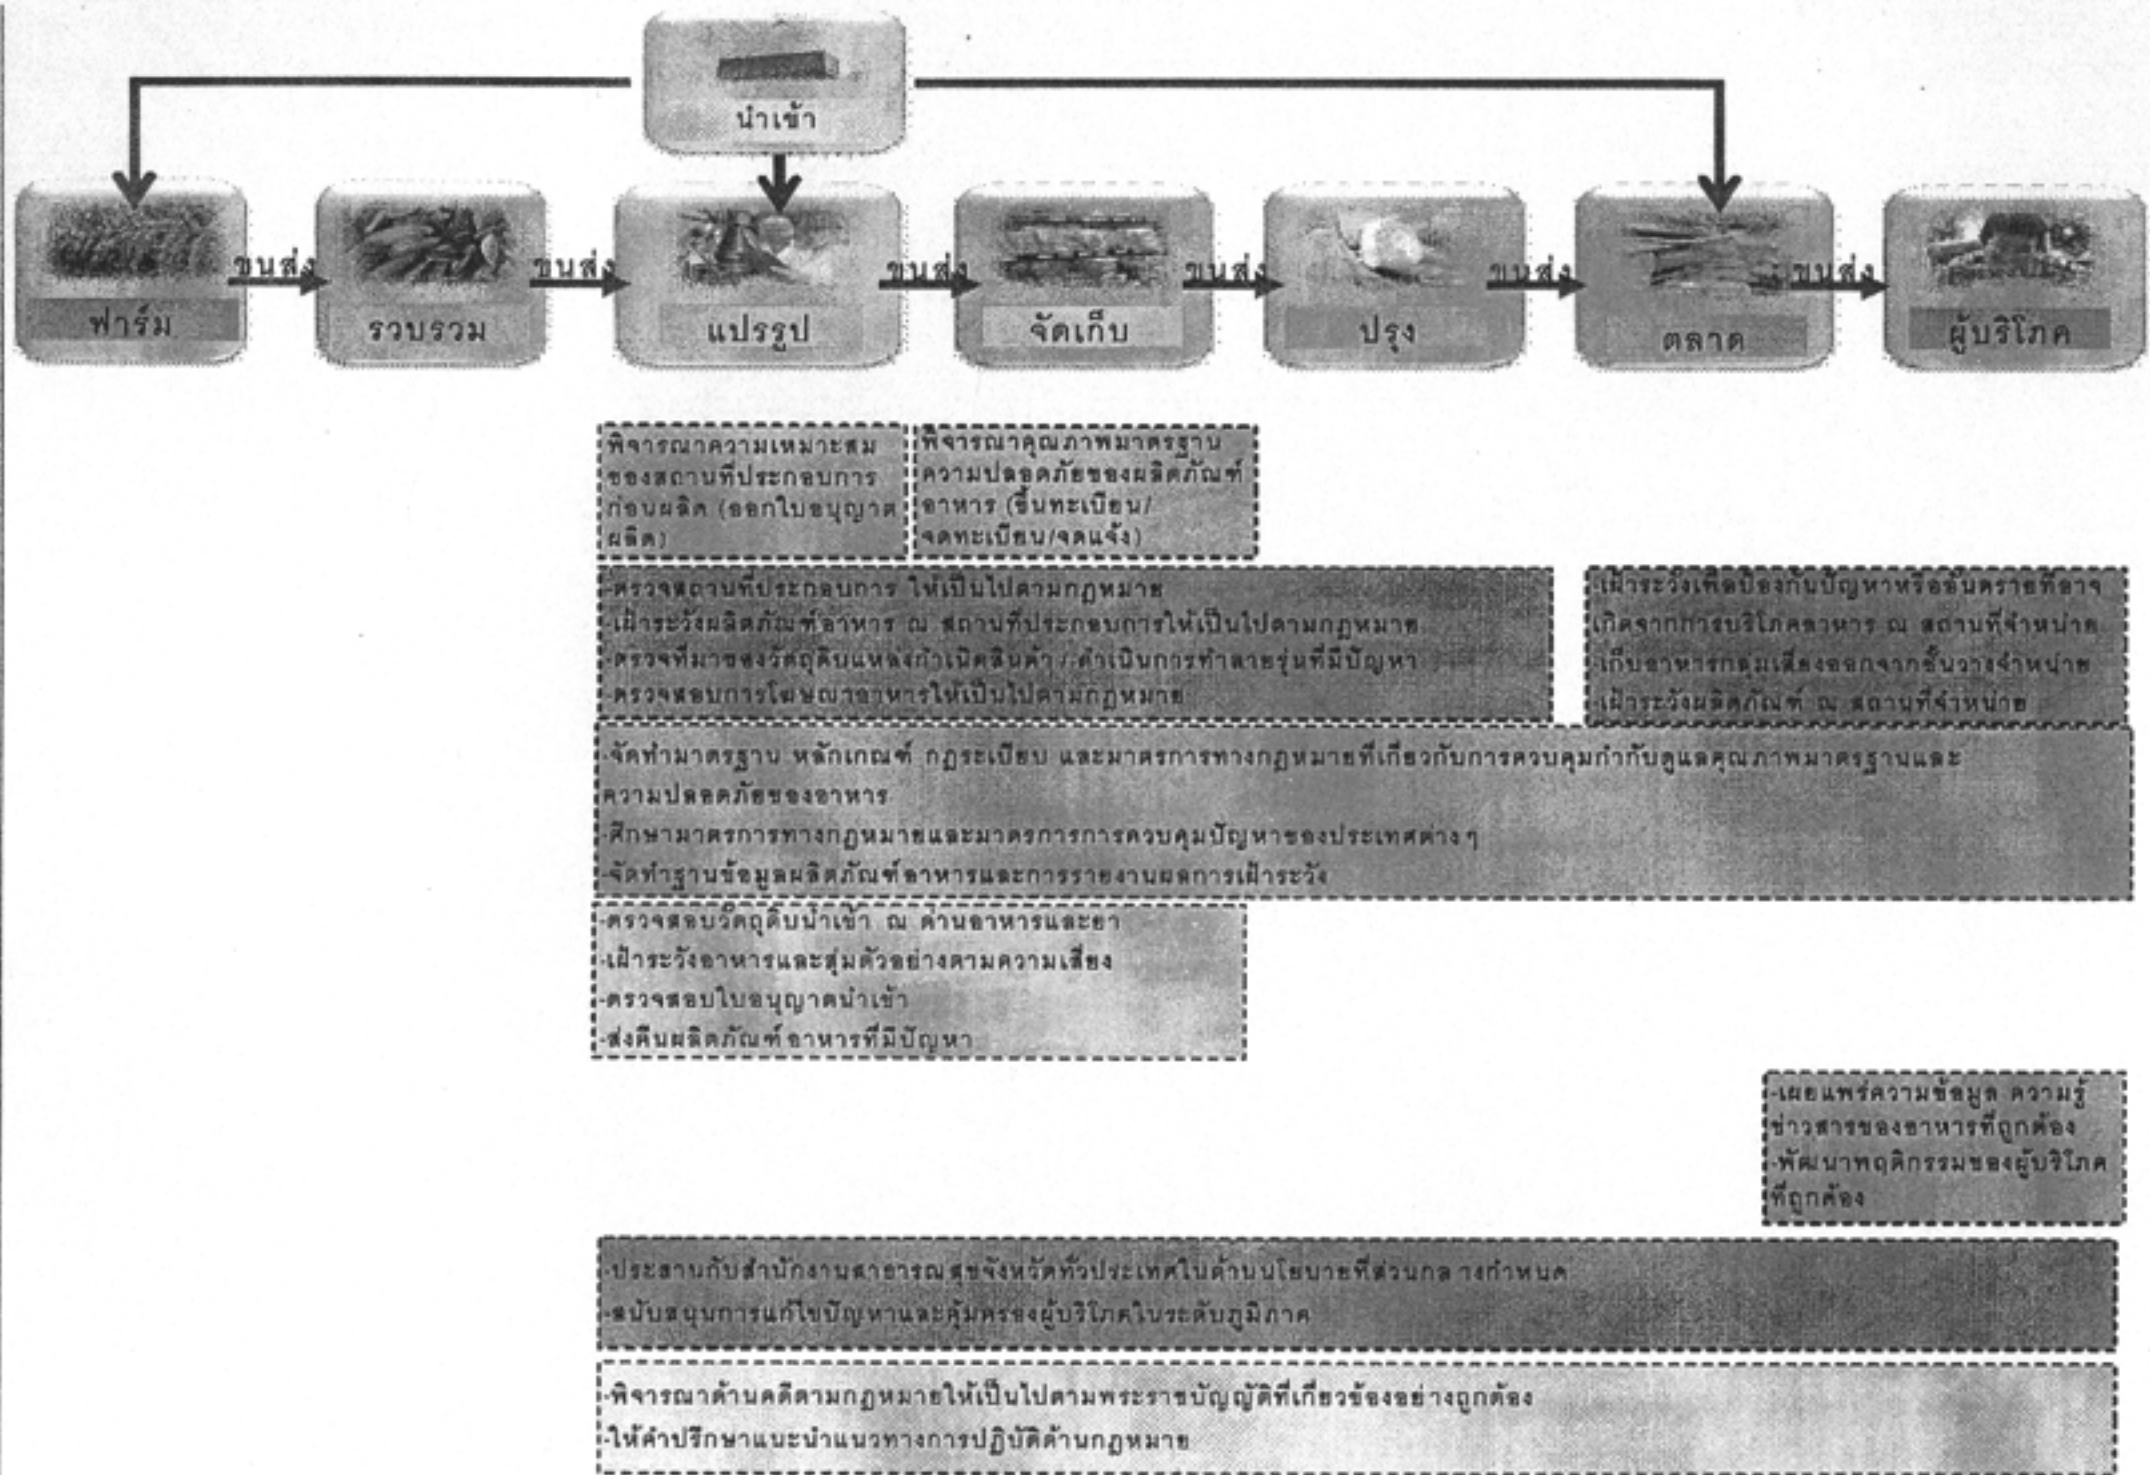 นำเข้า
ขนส่ง ขนส่ง ขนส่ง ขนส่ง ขนส่ง ขนส่ง
ฟาร์ม รวบรวม แปรรูป จัดเก็บ ปรุง ตลาด ผู้บริโภค
พิจารณาความเหมาะสม
ของสถานที่ประกอบการ
ก่อนผลิต (ออกใบอนุญาต
ผลิต)
พิจารณาคุณภาพมาตรฐาน
ความปลอดภัยของผลิตภัณฑ์
อาหาร (ขึ้นทะเบียน/
จดทะเบียน/จดแจ้ง)
-ตรวจสถานที่ประกอบการ ให้เป็นไปตามกฎหมาย
-เฝ้าระวังผลิตภัณฑ์อาหาร ณ สถานที่ประกอบการให้เป็นไปตามกฎหมาย
-ตรวจที่มาของวัตถุดิบแหล่งกำเนิดสินค้า / ดำเนินการทำลายรุ่นที่มีปัญหา
-ตรวจสอบการโฆษณาอาหารให้เป็นไปตามกฎหมาย
-เฝ้าระวังเพื่อป้องกันปัญหาหรืออันตรายที่อาจ
เกิดจากการบริโภคอาหาร ณ สถานที่จำหน่าย
-เก็บอาหารกลุ่มเสี่ยงออกจากชั้นวางจำหน่าย
-เฝ้าระวังผลิตภัณฑ์ ณ สถานที่จำหน่าย
-จัดทำมาตรฐาน หลักเกณฑ์ กฎระเบียบ และมาตรการทางกฎหมายที่เกี่ยวกับการควบคุมกำกับดูแลคุณภาพมาตรฐานและ
ความปลอดภัยของอาหาร
-ศึกษามาตรการทางกฎหมายและมาตรการการควบคุมปัญหาของประเทศต่างๆ
-จัดทำฐานข้อมูลผลิตภัณฑ์อาหารและการรายงานผลการเฝ้าระวัง
-ตรวจสอบวัตถุดิบนำเข้า ณ ด่านอาหารและยา
-เฝ้าระวังอาหารและสุ่มตัวอย่างตามความเสี่ยง
-ตรวจสอบใบอนุญาตนำเข้า
-ส่งคืนผลิตภัณฑ์อาหารที่มีปัญหา
-เผยแพร่ความข้อมูล ความรู้
ข่าวสารของอาหารที่ถูกต้อง
-พัฒนาพฤติกรรมของผู้บริโภค
ที่ถูกต้อง
-ประสานกับสำนักงานสาธารณสุขจังหวัดทั่วประเทศในด้านนโยบายที่ส่วนกลางกำหนด
-สนับสนุนการแก้ไขปัญหาและคุ้มครองผู้บริโภคในระดับภูมิภาค
-พิจารณาด้านคดีตามกฎหมายให้เป็นไปตามพระราชบัญญัติที่เกี่ยวข้องอย่างถูกต้อง
-ให้คำปรึกษาแนะนำแนวทางการปฏิบัติด้านกฎหมาย